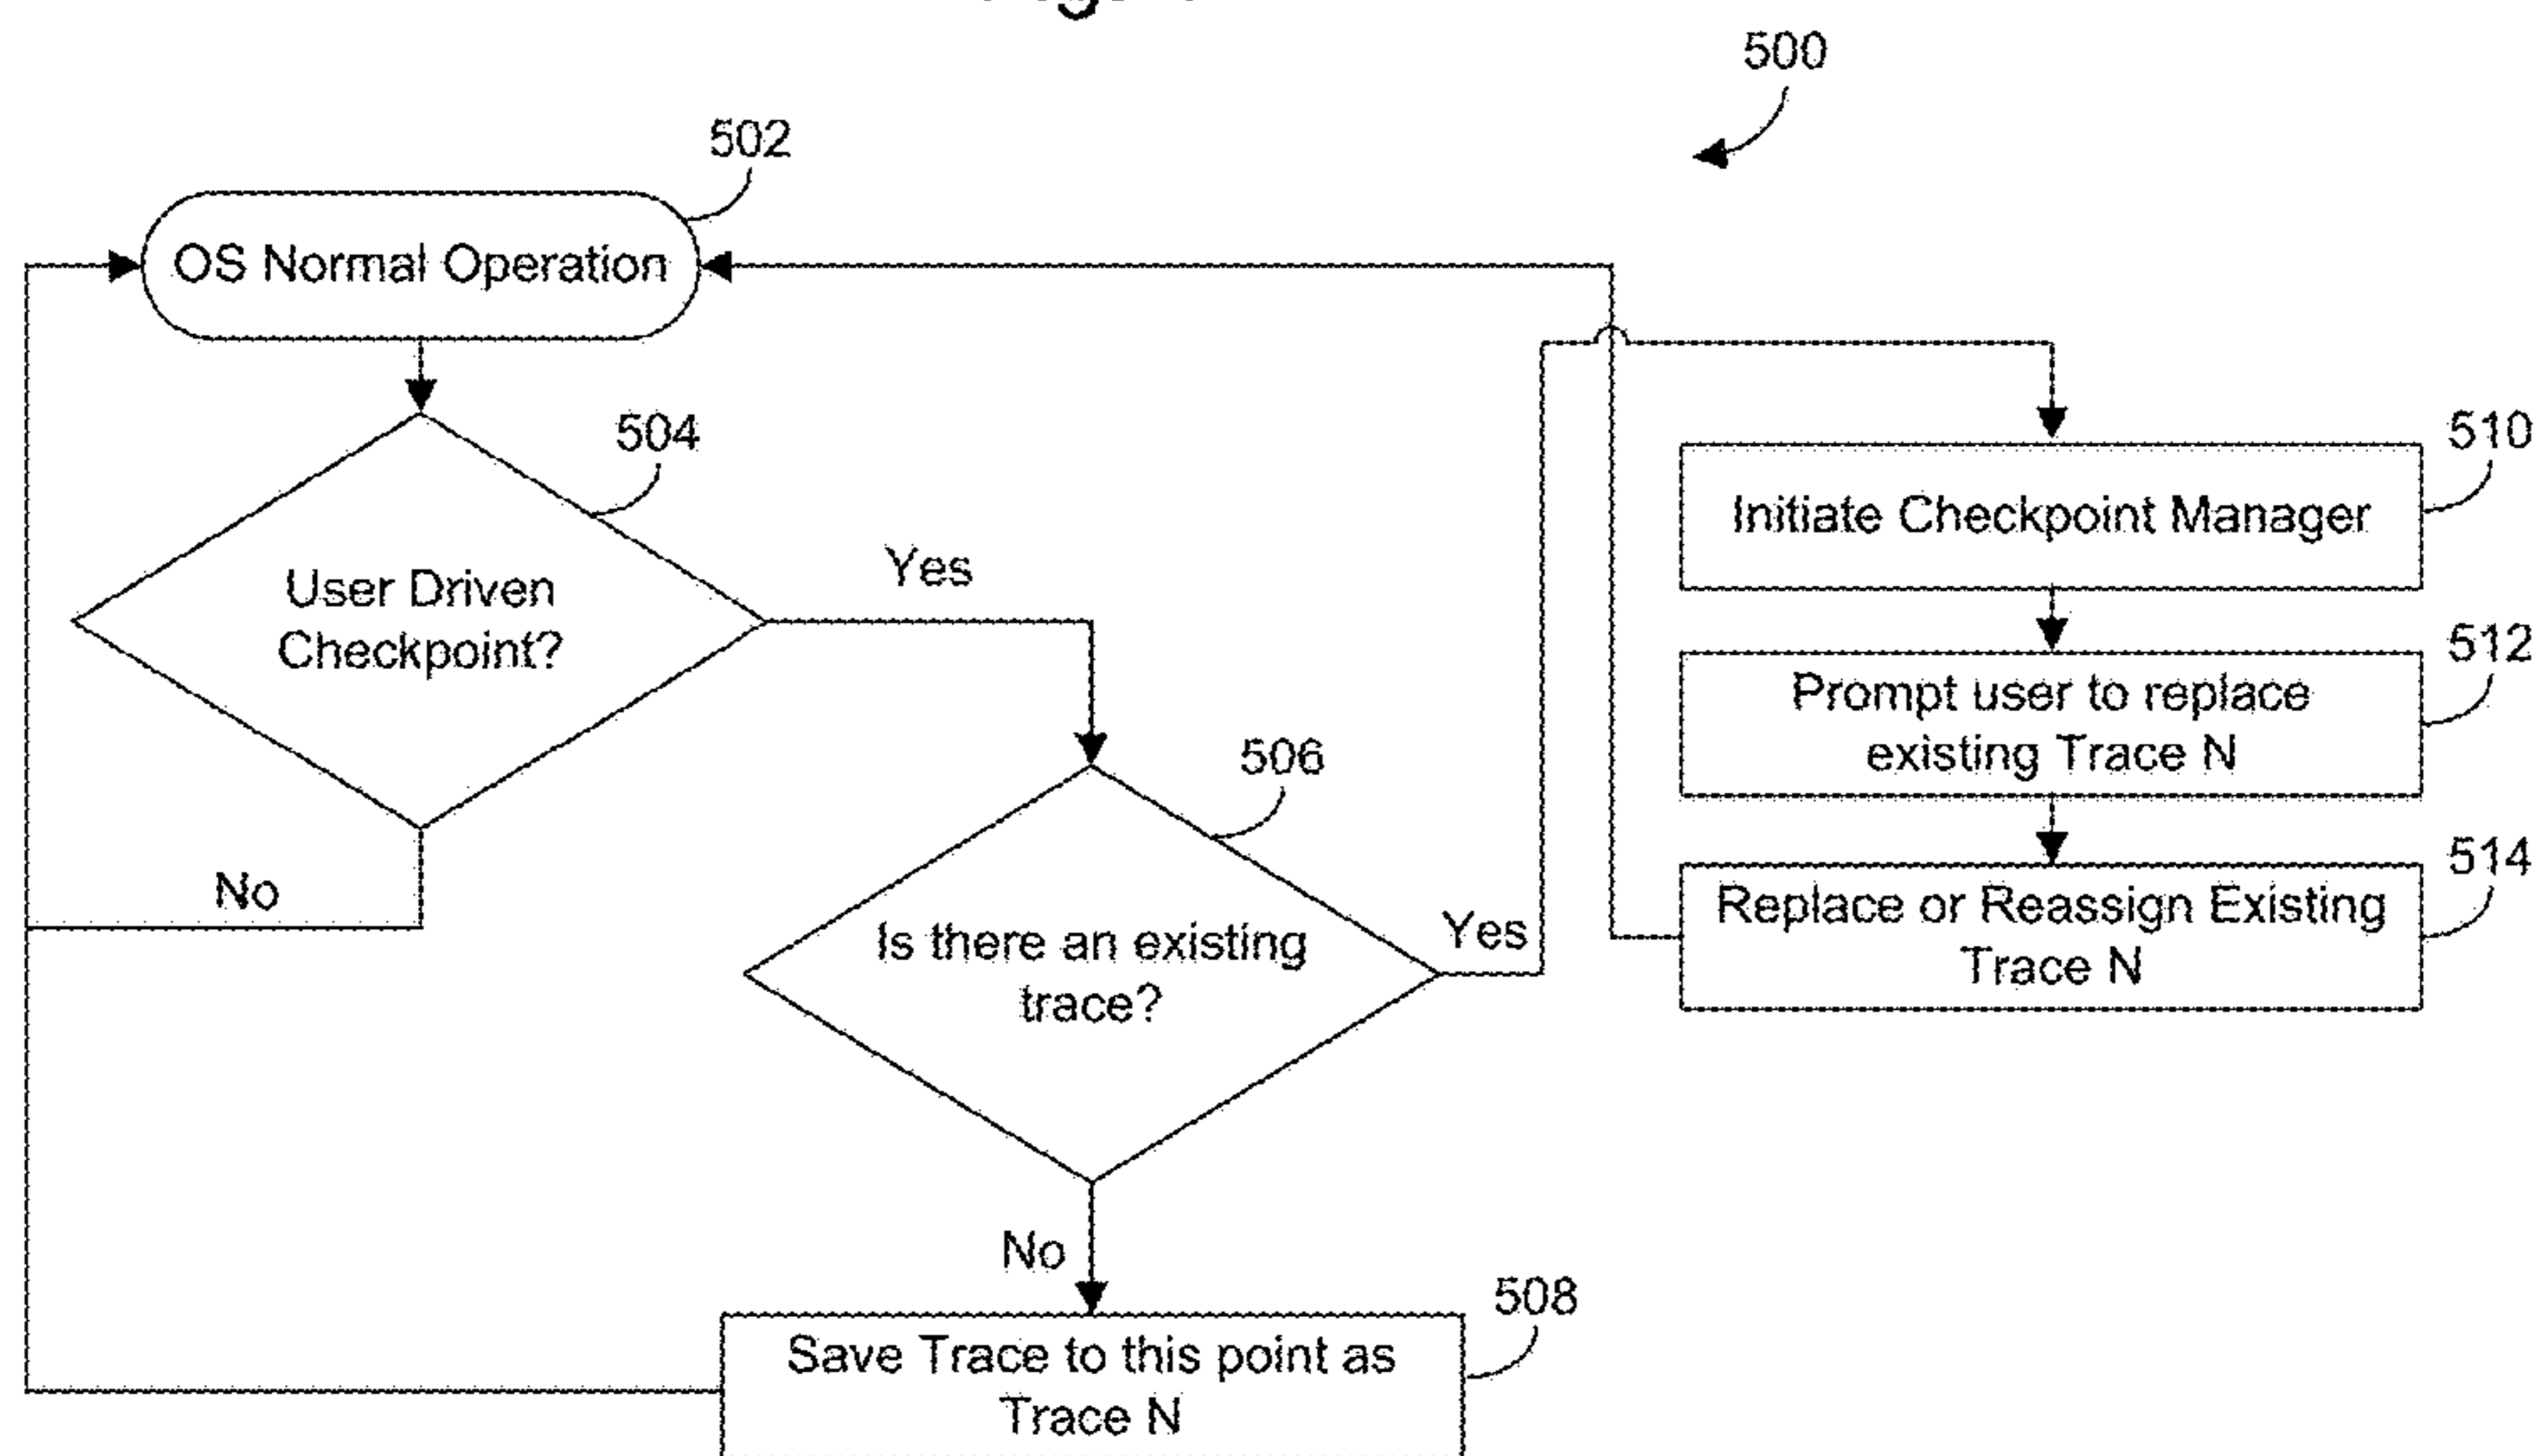 500
502
OS Normal Operation
504
User Driven
Checkpoint?
Yes
No
506
Is there an existing
trace?
Yes
No
508
Save Trace to this point as
Trace N
510
Initiate Checkpoint Manager
512
Prompt user to replace
existing Trace N
514
Replace or Reassign Existing
Trace N